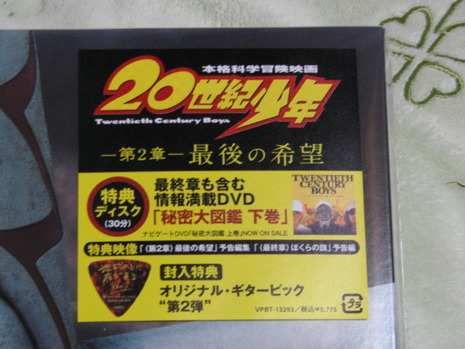 本格科学冒険映画
20世紀少年
Twentieth Century Boys
―第2章―最後の希望
特典
ディスク
(30分)
最終章も含む
情報満載DVD
「秘密大図鑑 下巻」
ナビゲートDVD「秘密大図鑑 上巻」NOW ON SALE
TWENTIETH
CENTURY
BOYS
特典映像「〈第2章〉最後の希望」予告編集「〈最終章〉ぼくらの旗」予告編
封入特典
オリジナル・ギターピック
“第2弾”
VPBT-13293/税込¥5,775
プラ